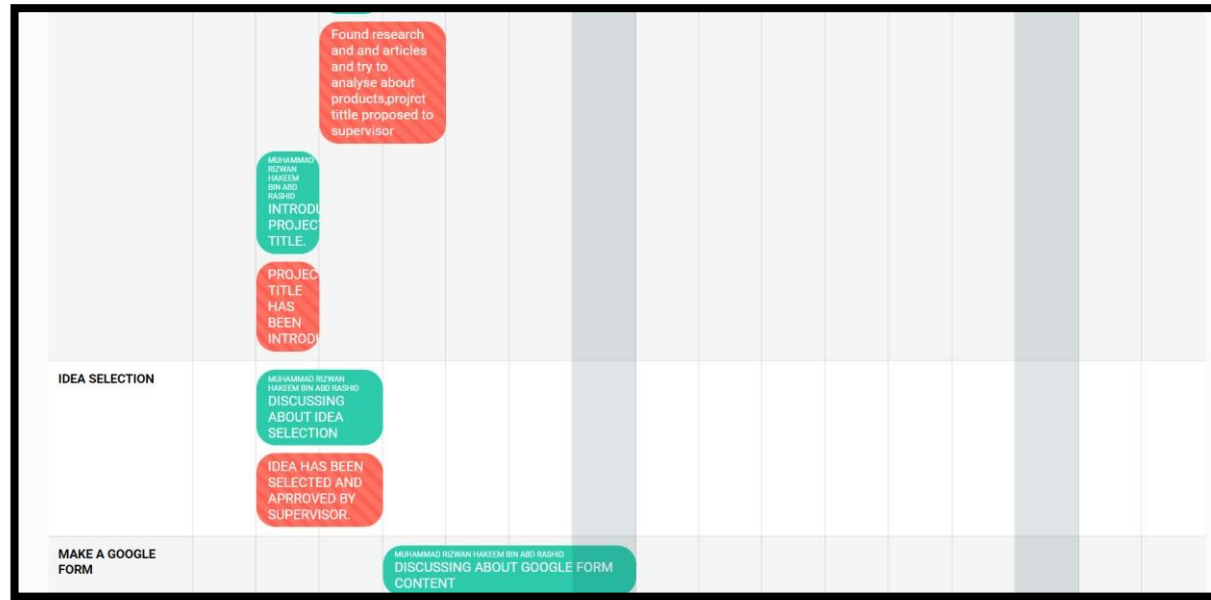 Found research
and and articles
and try to
analyse about
products,projrct
tittle proposed to
supervisor
MUHAMMAD
RIZWAN
HAKEEM
BIN ABD
RASHID
INTRODU
PROJECT
TITLE.
PROJEC
TITLE
HAS
BEEN
INTRODU
IDEA SELECTION
MUHAMMAD RIZWAN
HAKEEM BIN ABD RASHID
DISCUSSING
ABOUT IDEA
SELECTION
IDEA HAS BEEN
SELECTED AND
APRROVED BY
SUPERVISOR.
MAKE A GOOGLE
FORM
MUHAMMAD RIZWAN HAKEEM BIN ABD RASHID
DISCUSSING ABOUT GOOGLE FORM
CONTENT